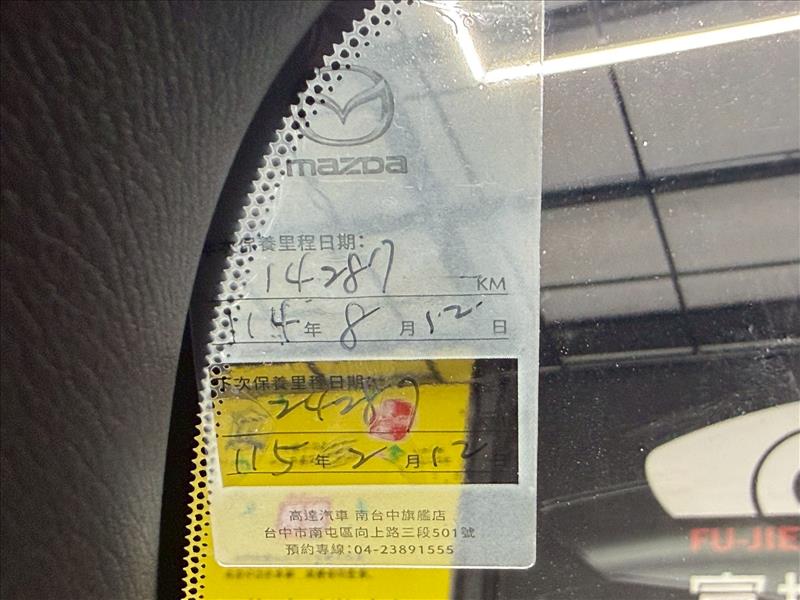 mazda
次保養里程日期:
KM
114年8月12日
下次保養里程日期:
115年2月12日
高達汽車 南台中旗艦店
台中市南屯區向上路三段501號
預約專線:04-23891555
FU-JIE